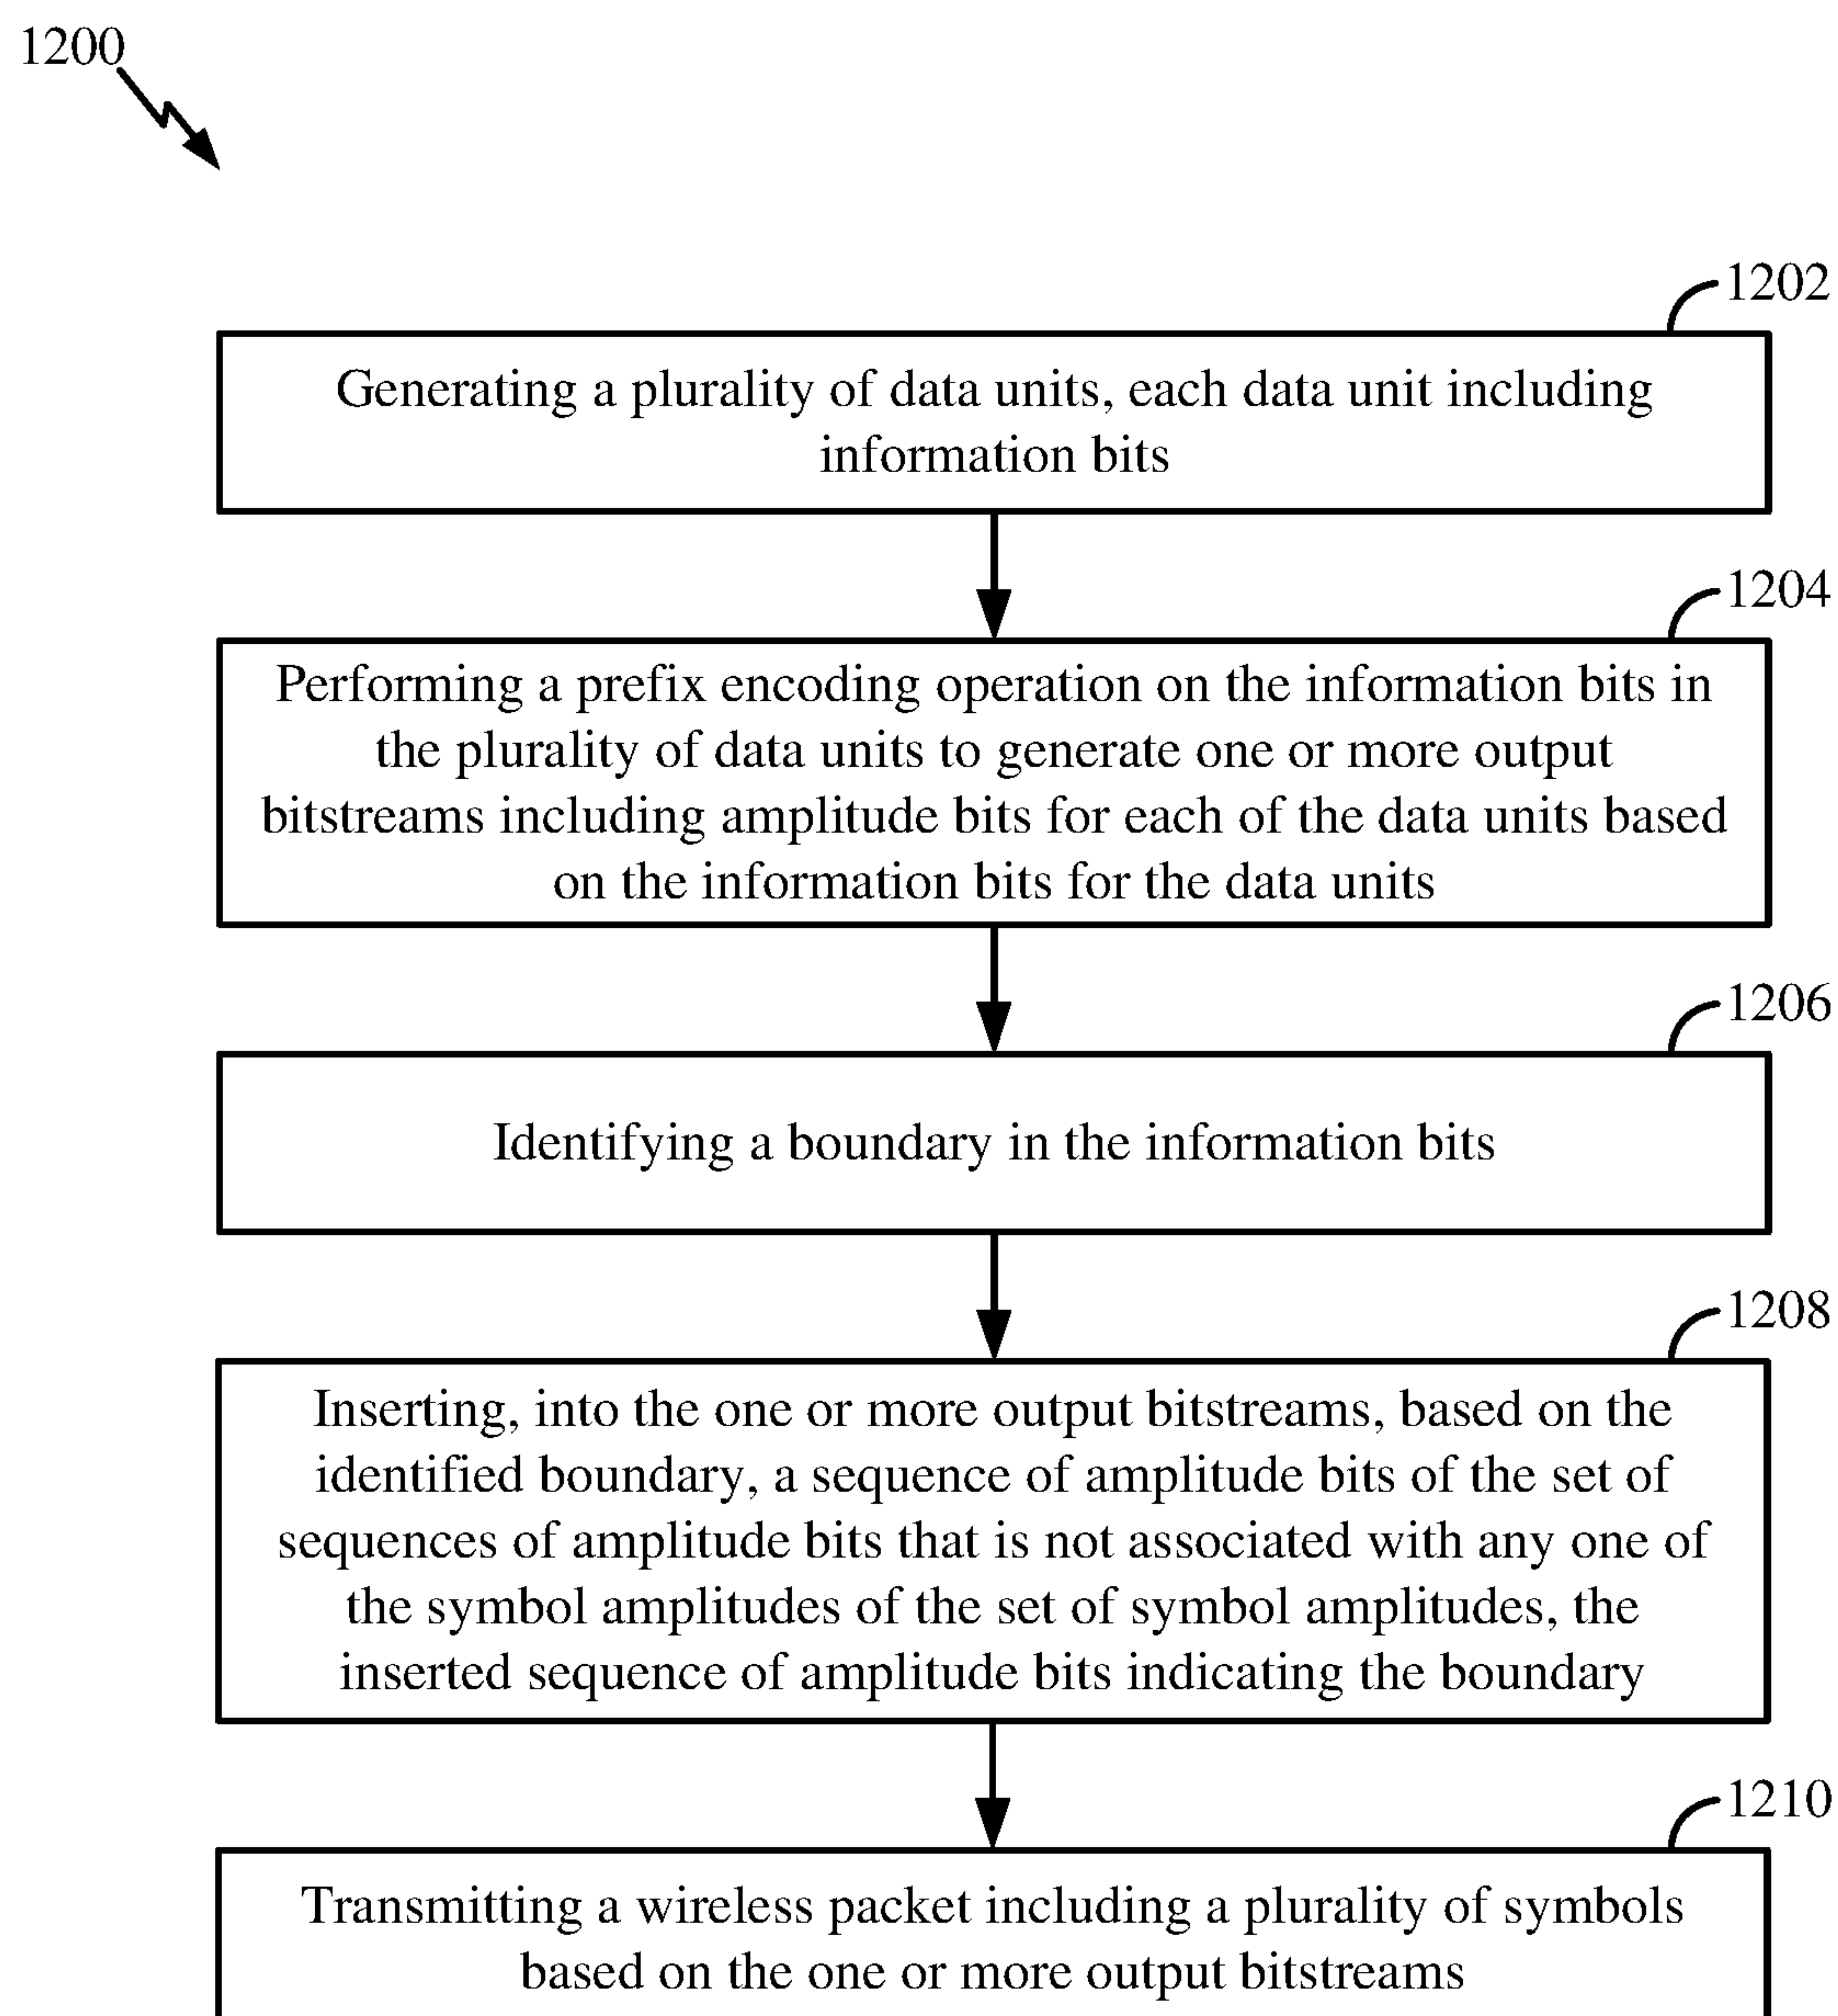 1200
1202
Generating a plurality of data units, each data unit including
information bits
1204
Performing a prefix encoding operation on the information bits in
the plurality of data units to generate one or more output
bitstreams including amplitude bits for each of the data units based
on the information bits for the data units
1206
Identifying a boundary in the information bits
1208
Inserting, into the one or more output bitstreams, based on the
identified boundary, a sequence of amplitude bits of the set of
sequences of amplitude bits that is not associated with any one of
the symbol amplitudes of the set of symbol amplitudes, the
inserted sequence of amplitude bits indicating the boundary
1210
Transmitting a wireless packet including a plurality of symbols
based on the one or more output bitstreams